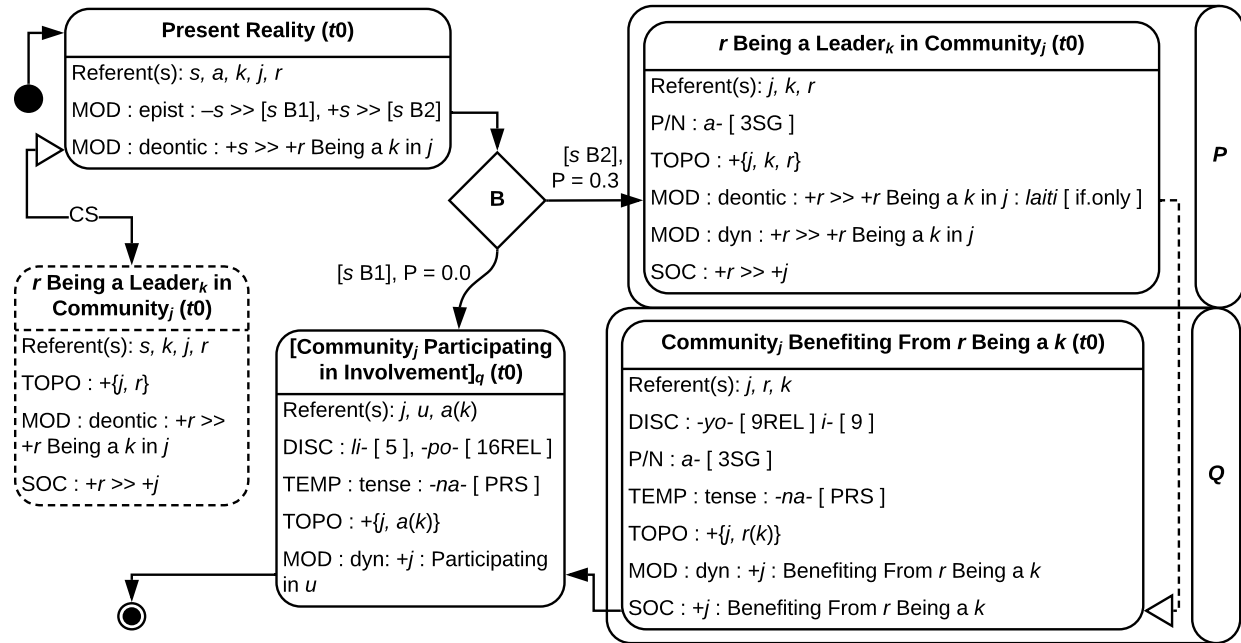 Present Reality (t0)
Referent(s): s, a, k, j, r
MOD : epist : –s >> [s B1], +s >> [s B2]
MOD : deontic : +s >> +r Being a k in j
CS
r Being a Leaderk in
Communityj (t0)
Referent(s): s, k, j, r
TOPO : +{j, r}
MOD : deontic : +r >>
+r Being a k in j
SOC : +r >> +j
B
[s B2],
P = 0.3
[s B1], P = 0.0
r Being a Leaderk in Communityj (t0)
Referent(s): j, k, r
P/N : a- [ 3SG ]
TOPO : +{j, k, r}
MOD : deontic : +r >> +r Being a k in j : laiti [ if.only ]
MOD : dyn : +r >> +r Being a k in j
SOC : +r >> +j
P
[Communityj Participating
in Involvement]q (t0)
Referent(s): j, u, a(k)
DISC : li- [ 5 ], -po- [ 16REL ]
TEMP : tense : -na- [ PRS ]
TOPO : +{j, a(k)}
MOD : dyn: +j : Participating
in u
Communityj Benefiting From r Being a k (t0)
Referent(s): j, r, k
DISC : -yo- [ 9REL ] i- [ 9 ]
P/N : a- [ 3SG ]
TEMP : tense : -na- [ PRS ]
TOPO : +{j, r(k)}
MOD : dyn : +j : Benefiting From r Being a k
SOC : +j : Benefiting From r Being a k
Q